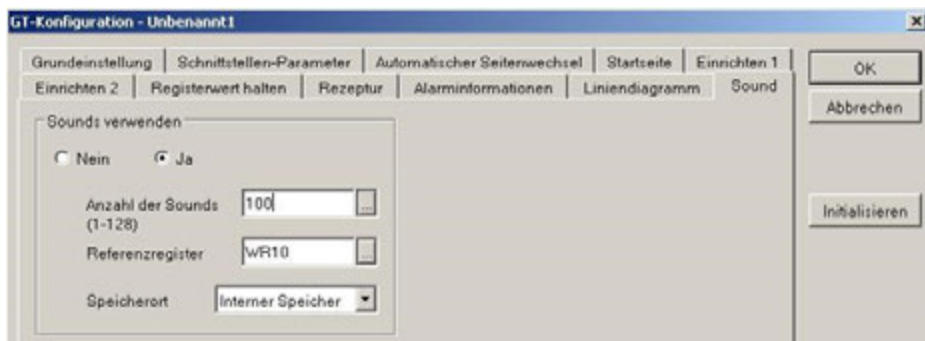 GT-Konfiguration - Unbenannt1
Grundeinstellung Schnittstellen-Parameter Automatischer Seitenwechsel Startseite Einrichten 1
Einrichten 2 Registerwert halten Rezeptur Alarminformationen Liniendiagramm Sound
OK
Abbrechen
Initialisieren
Sounds verwenden
Nein Ja
Anzahl der Sounds 100 ...
(1-128)
Referenzregister WR10 ...
Speicherort Interner Speicher